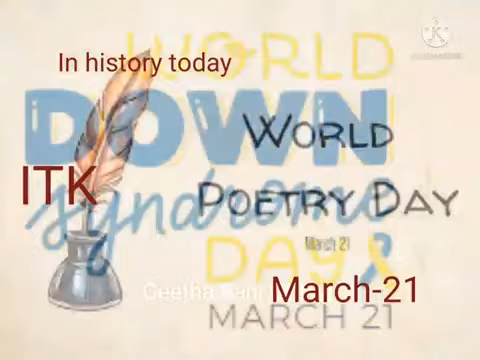 In history today
WORLD
DOWN
WORLD
ITK
syndrome
POETRY DAY
March 21
DAY
Geetha Rani
March-21
MARCH 21